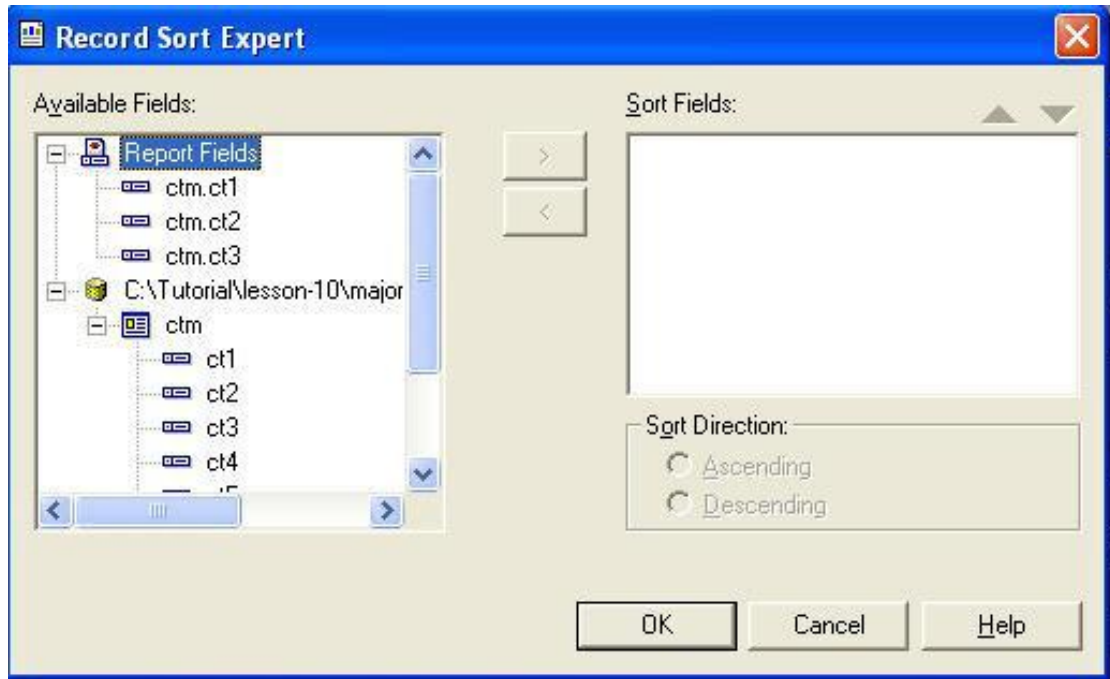 Record Sort Expert
Available Fields:
Report Fields
ctm.ct1
ctm.ct2
ctm.ct3
C:\Tutorial\lesson-10\major
ctm
ct1
ct2
ct3
ct4
>
<
Sort Fields:
Sort Direction:
Ascending
Descending
OK
Cancel
Help